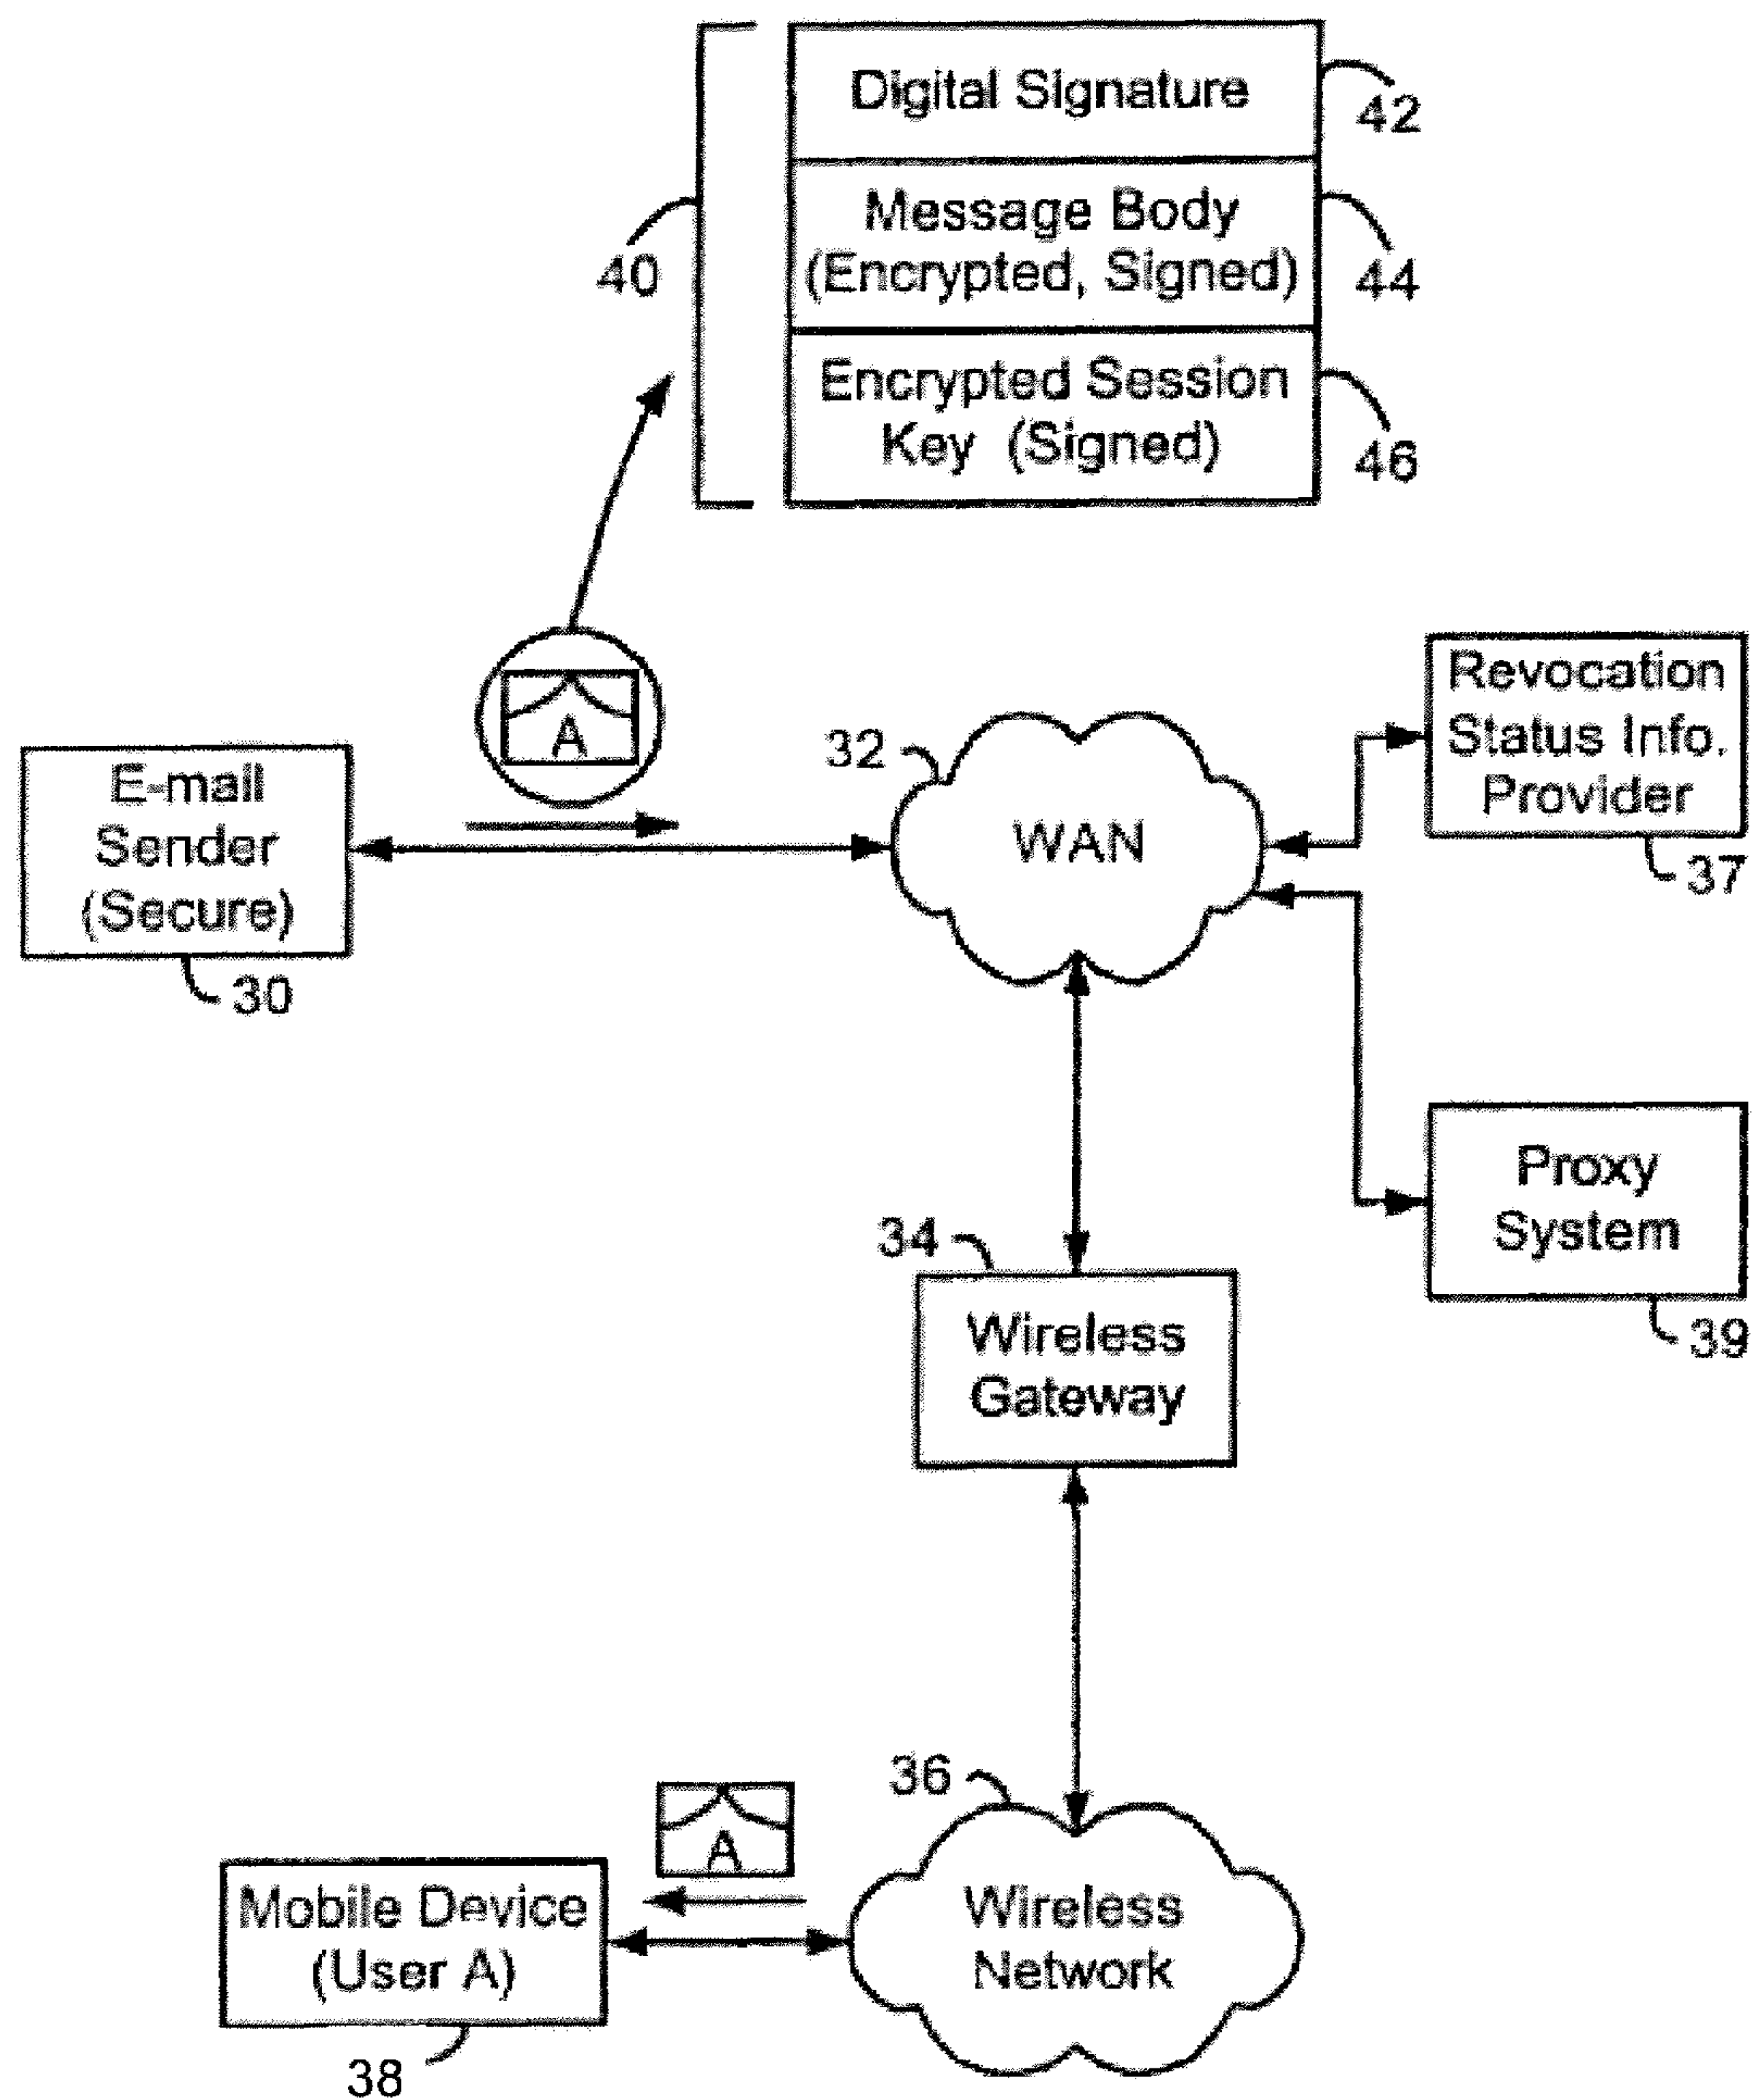 Digital Signature
42
Message Body
(Encrypted, Signed)
44
40
Encrypted Session
Key (Signed)
46
A
E-mail
Sender
(Secure)
30
32
WAN
Revocation
Status Info.
Provider
37
Proxy
System
39
34
Wireless
Gateway
36
A
Mobile Device
(User A)
38
Wireless
Network